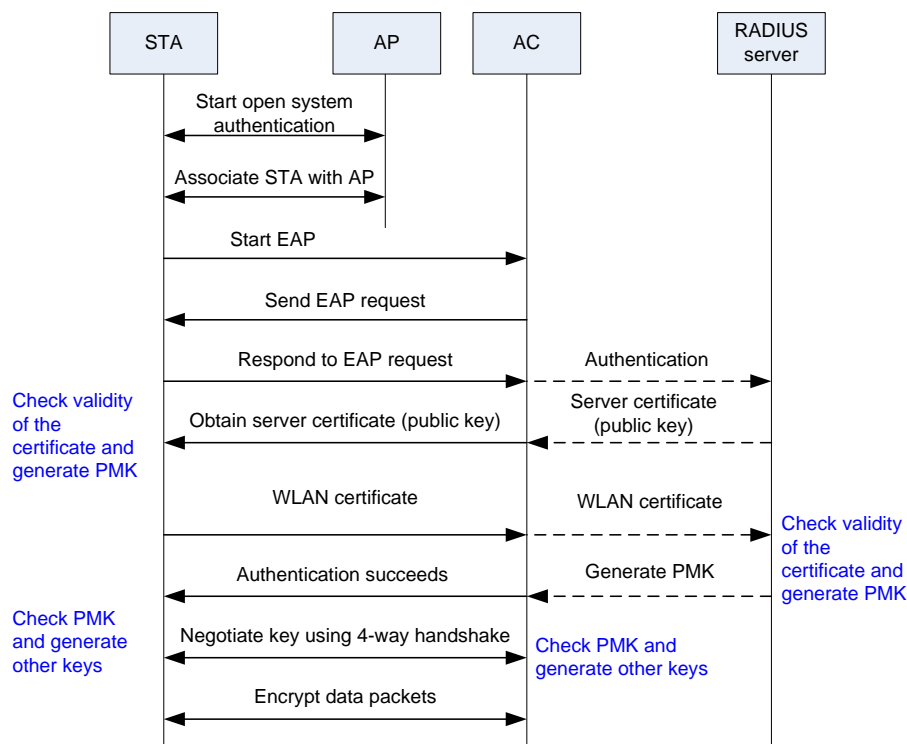 STA
AP
AC
RADIUS
server
Start open system
authentication
Associate STA with AP
Start EAP
Send EAP request
Respond to EAP request
Authentication
Check validity
of the
certificate and
generate PMK
Obtain server certificate (public key)
Server certificate
(public key)
WLAN certificate
WLAN certificate
Check validity
of the
certificate and
generate PMK
Authentication succeeds
Generate PMK
Check PMK
and generate
other keys
Negotiate key using 4-way handshake
Check PMK and
generate other keys
Encrypt data packets